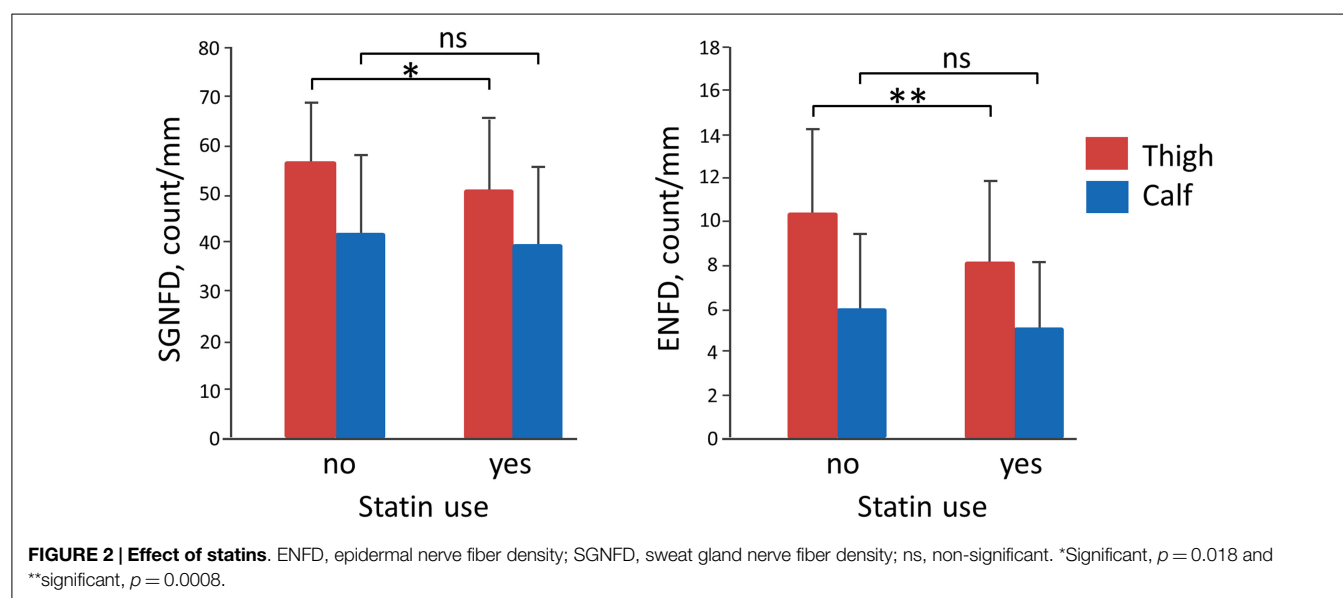 ns
*
80
70
60
50
40
30
20
10
0
SGNFD, count/mm
no
yes
Statin use
ns
**
18
16
14
12
10
8
6
4
2
0
ENFD, count/mm
no
yes
Statin use
Thigh
Calf
FIGURE 2 | Effect of statins. ENFD, epidermal nerve fiber density; SGNFD, sweat gland nerve fiber density; ns, non-significant. *Significant, p = 0.018 and
**significant, p = 0.0008.